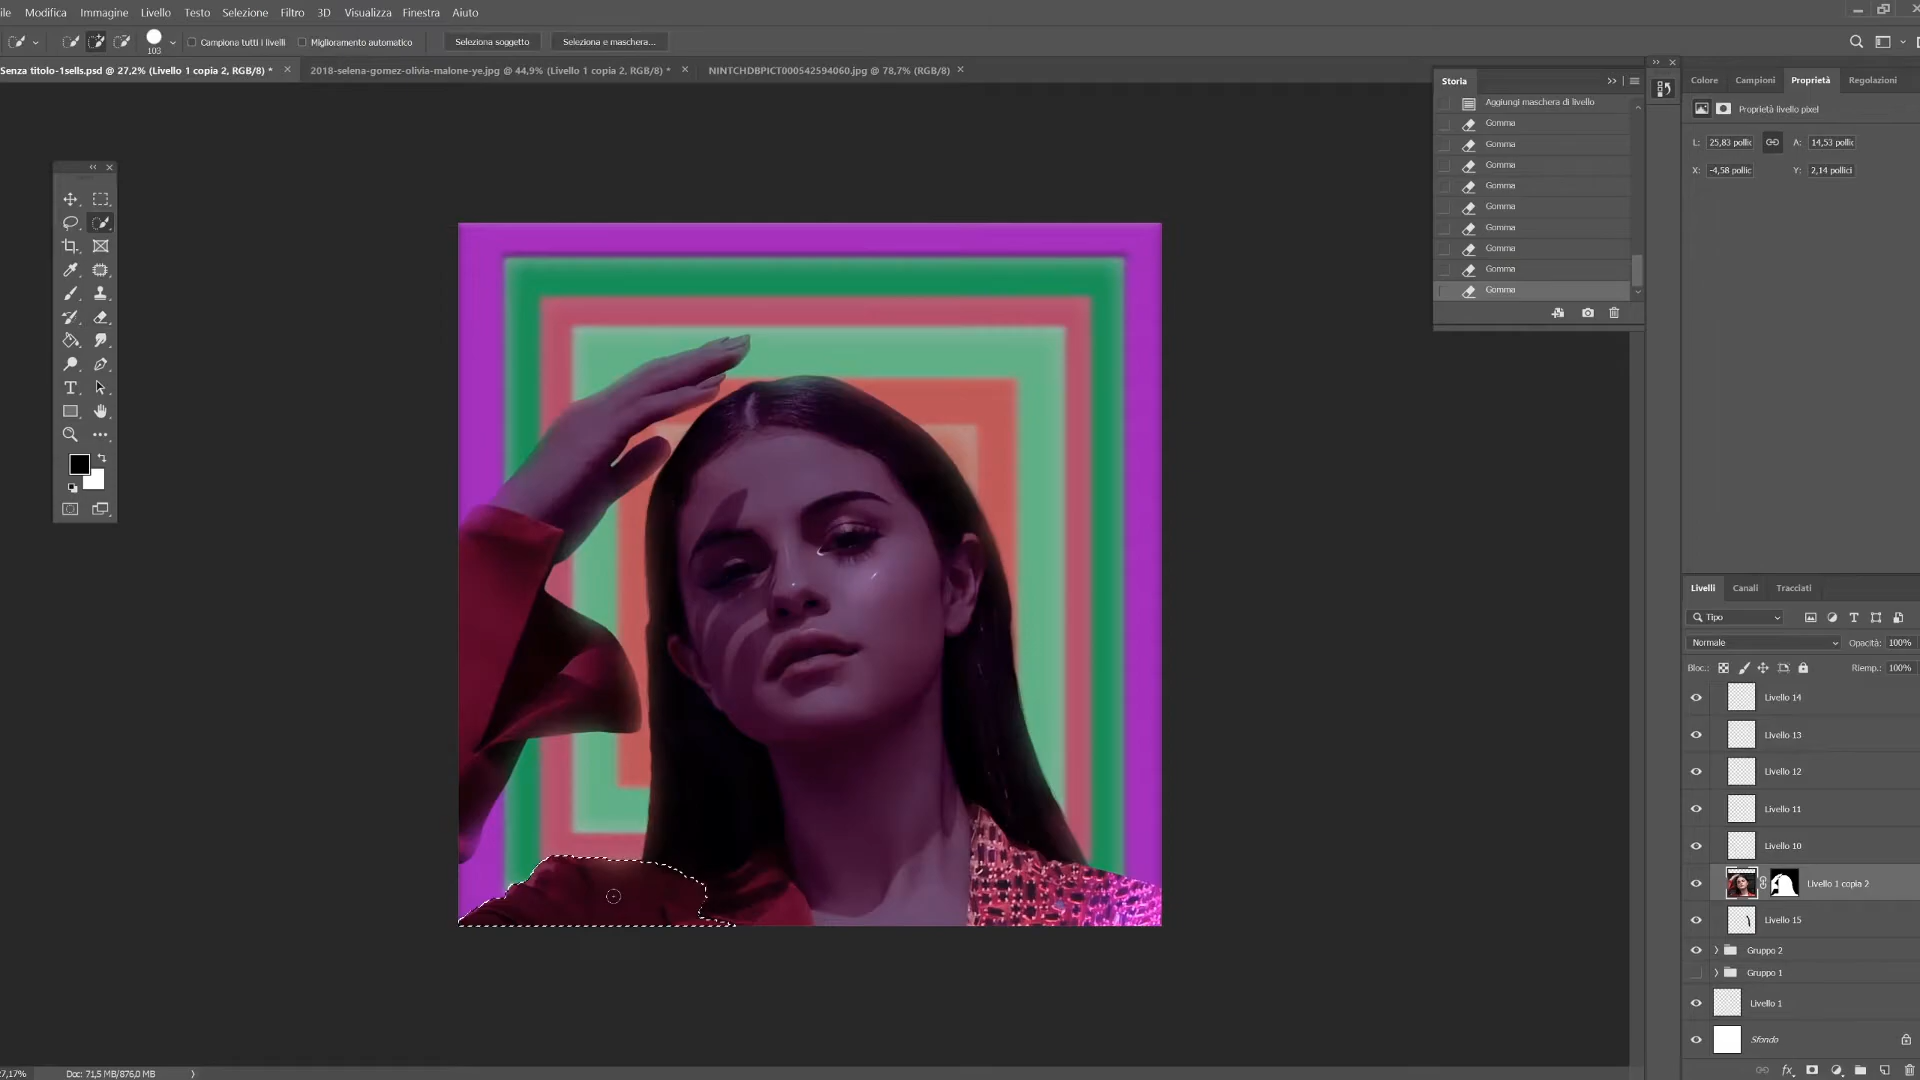 ile Modifica Immagine Livello Testo Selezione Filtro 3D Visualizza Finestra Aiuto
103 Campiona tutti i livelli Miglioramento automatico Seleziona soggetto Seleziona e maschera...
Senza titolo-1sells.psd @ 27,2% (Livello 1 copia 2, RGB/8) * 2018-selena-gomez-olivia-malone-ye.jpg @ 44,9% (Livello 1 copia 2, RGB/8) * NINTCHDBPICT000542594060.jpg @ 78,7% (RGB/8)
Storia
Aggiungi maschera di livello
Gomma
Gomma
Gomma
Gomma
Gomma
Gomma
Gomma
Gomma
Gomma
Colore Campioni Proprietà Regolazioni
Proprietà livello pixel
L: 25,83 pollic A: 14,53 pollic
X: -4,58 pollic Y: 2,14 pollici
Livelli Canali Tracciati
Tipo
Normale Opacità: 100%
Bloc.: Riemp.: 100%
Livello 14
Livello 13
Livello 12
Livello 11
Livello 10
Livello 1 copia 2
Livello 15
Gruppo 2
Gruppo 1
Livello 1
Sfondo
fx
27,17% Doc: 71,5 MB/876,0 MB